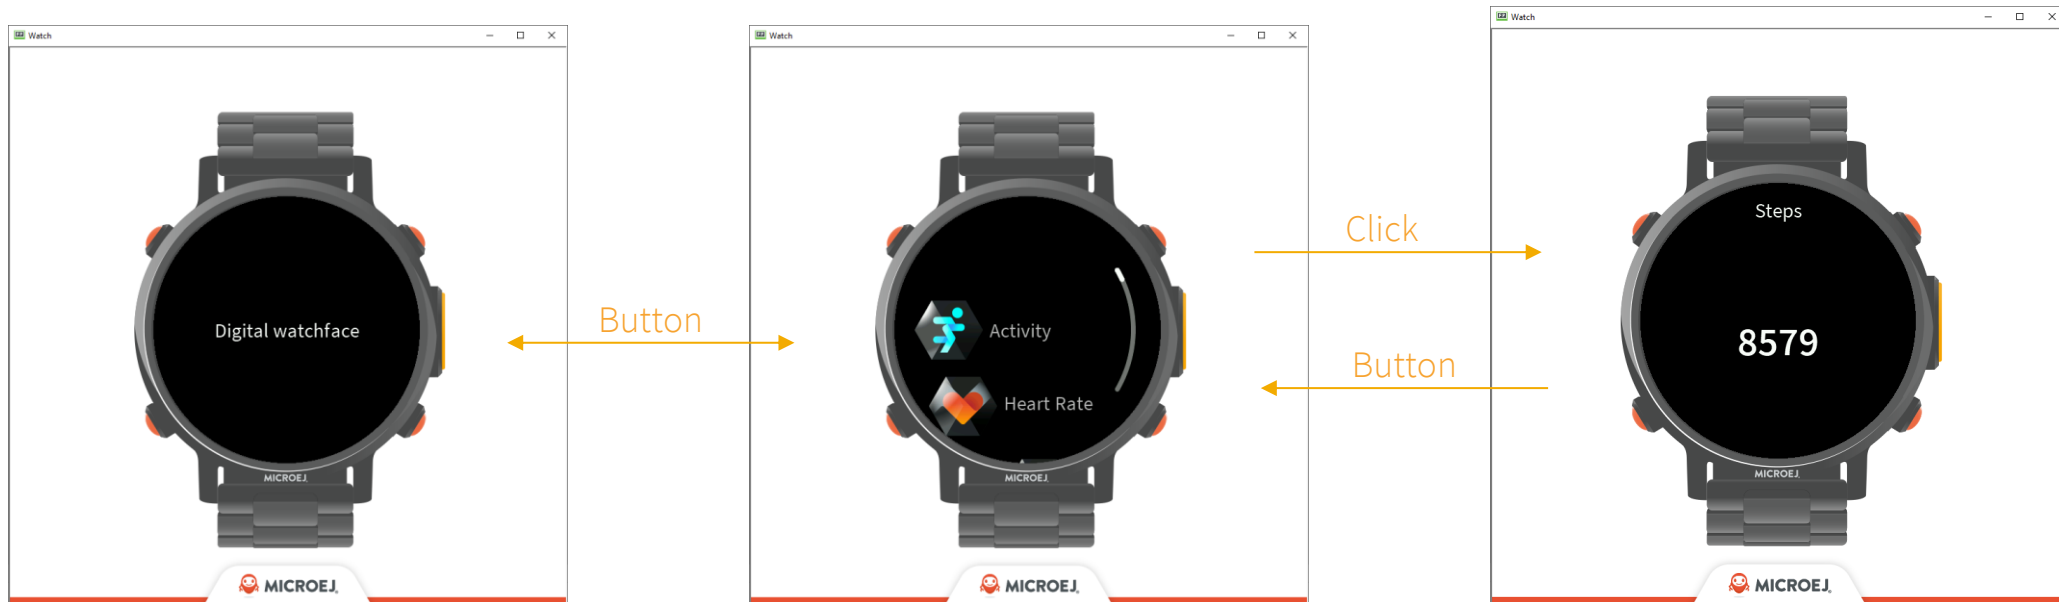 Watch
Digital watchface
MICROEJ
MICROEJ
Button
Watch
Activity
Heart Rate
MICROEJ
MICROEJ
Click
Button
Watch
Steps
8579
MICROEJ
MICROEJ